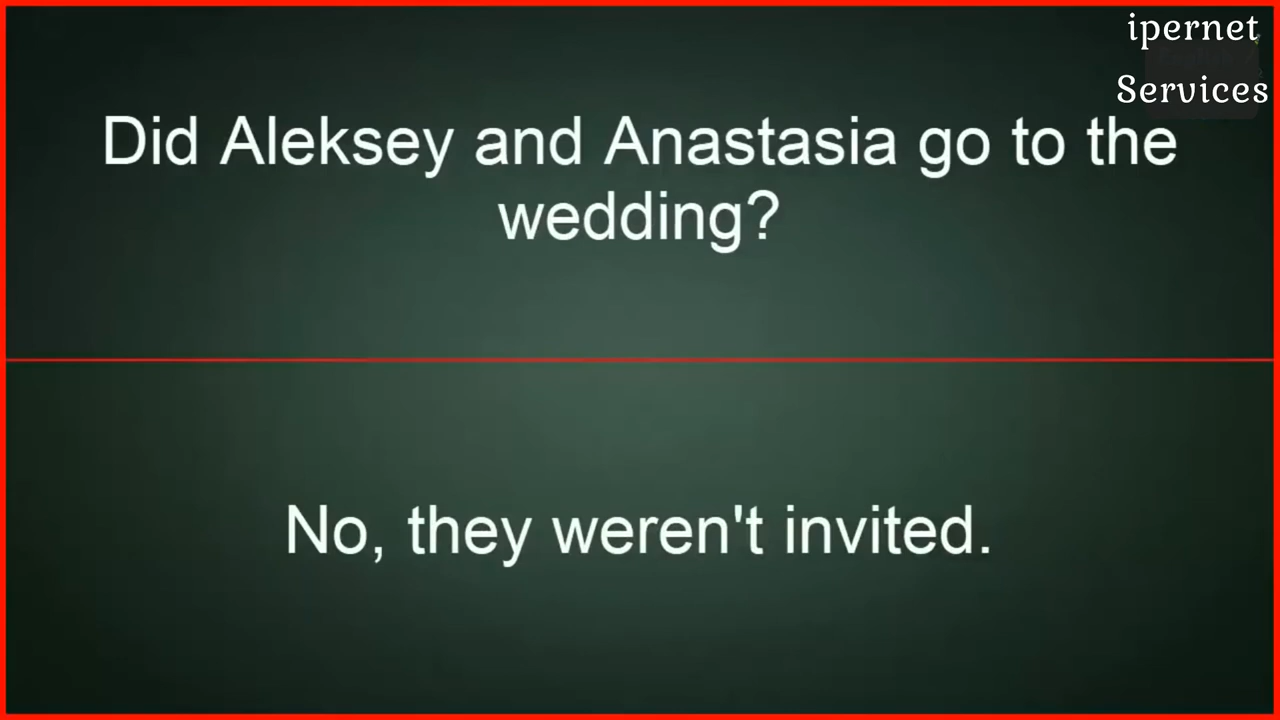 ipernet
Services
Did Aleksey and Anastasia go to the
wedding?
No, they weren't invited.